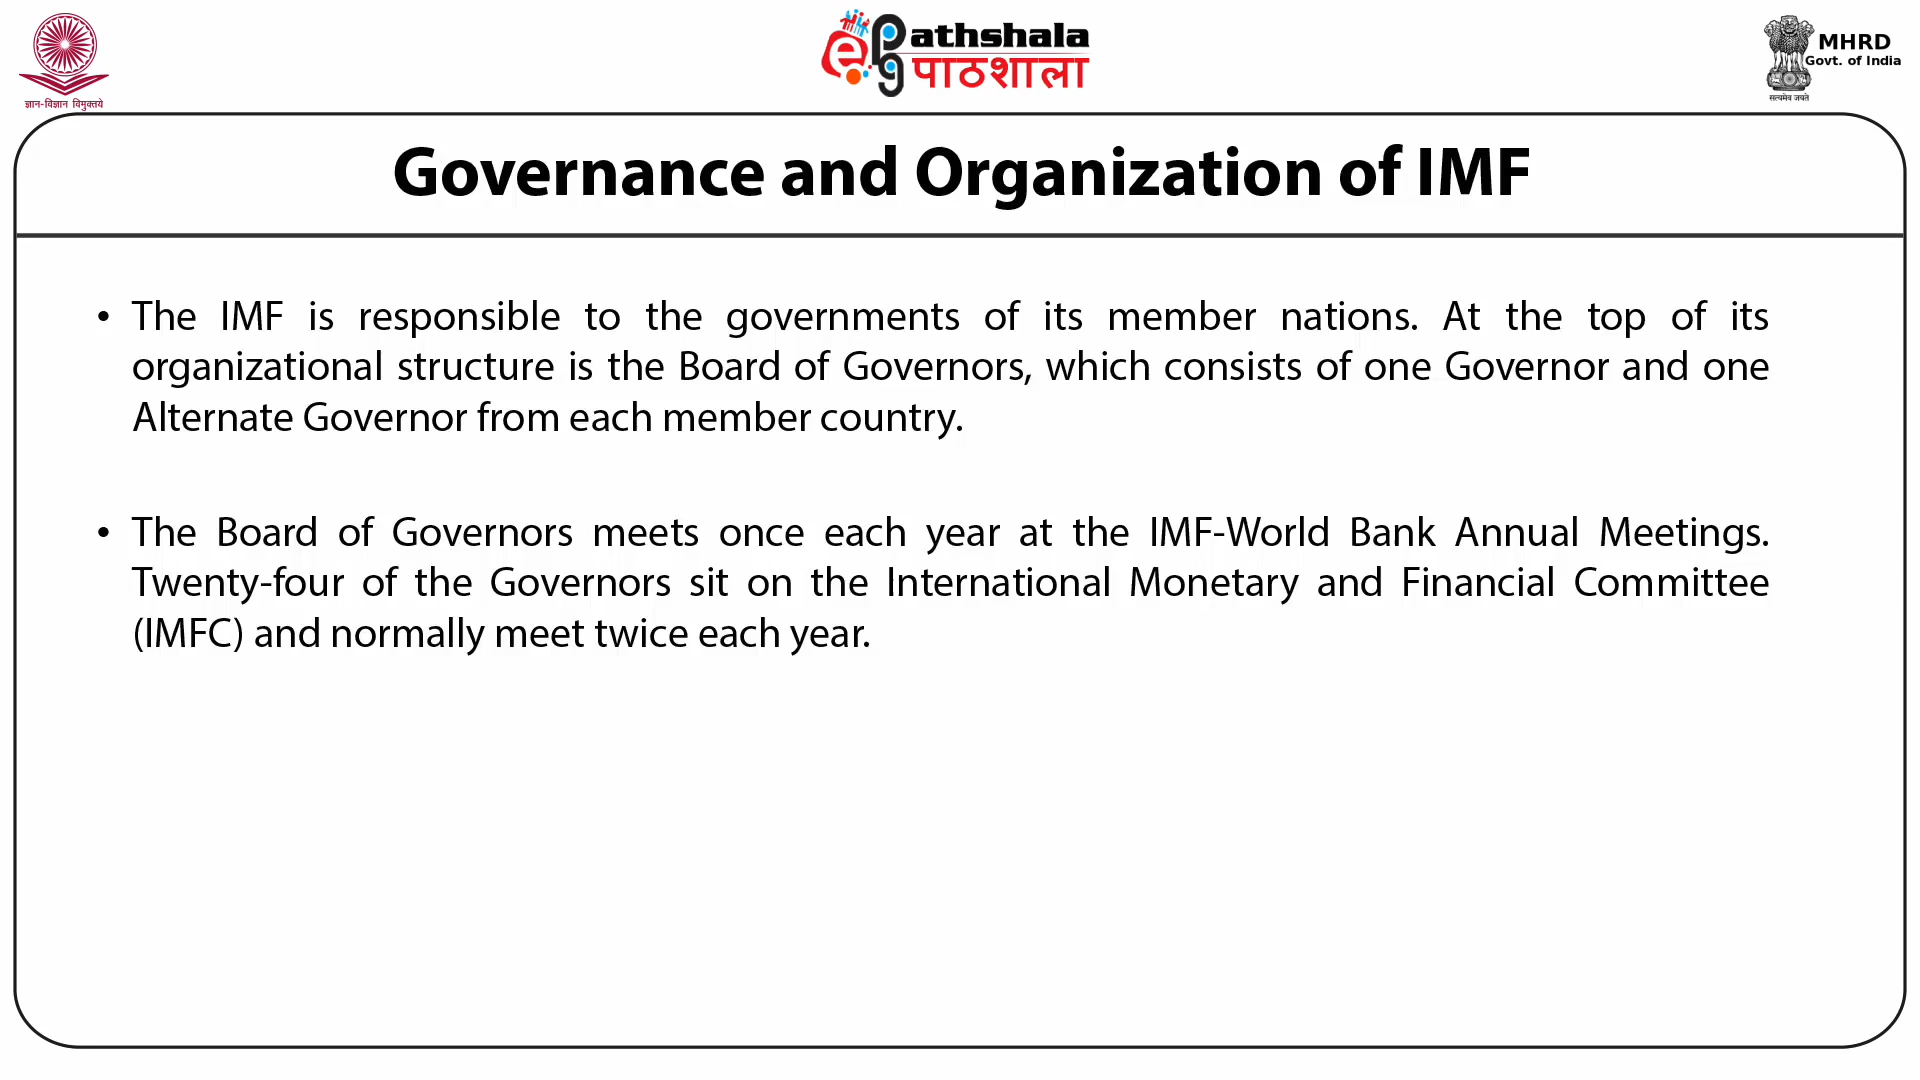 ज्ञान-विज्ञान विमुक्तये
ePg athshala
पाठशाला
MHRD
Govt. of India
सत्यमेव जयते
Governance and Organization of IMF
• The IMF is responsible to the governments of its member nations. At the top of its
organizational structure is the Board of Governors, which consists of one Governor and one
Alternate Governor from each member country.
• The Board of Governors meets once each year at the IMF-World Bank Annual Meetings.
Twenty-four of the Governors sit on the International Monetary and Financial Committee
(IMFC) and normally meet twice each year.